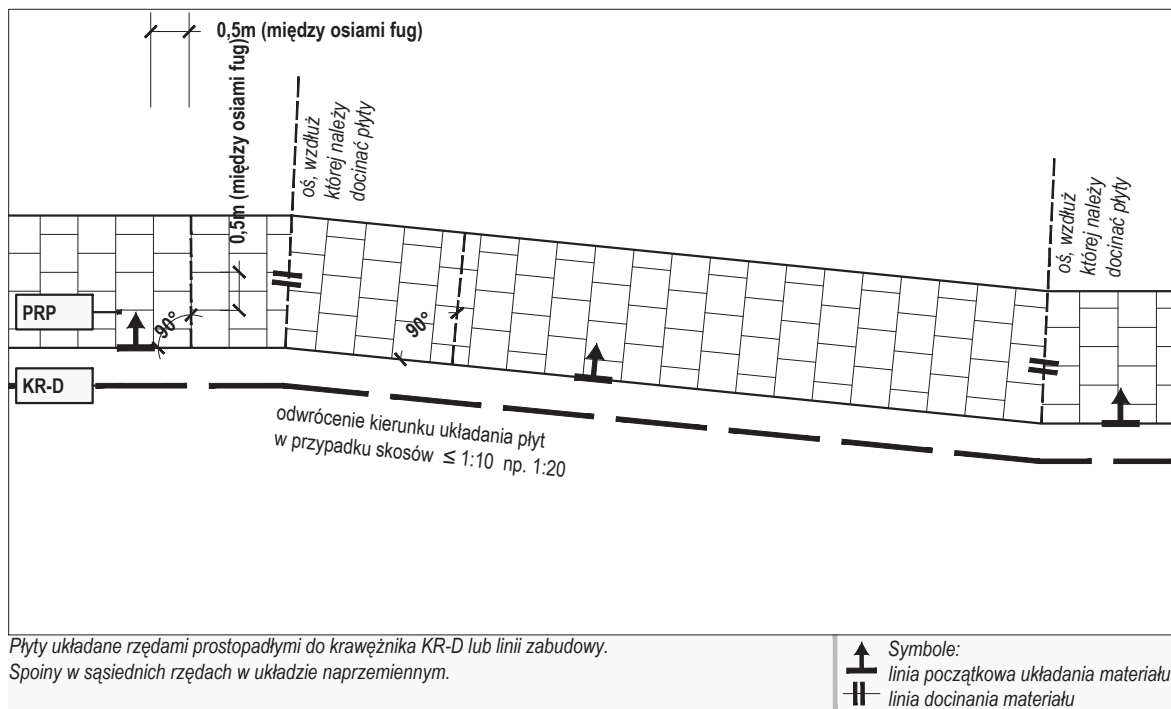 0,5m (między osiami fug)
0,5m (między osiami fug)
oś, wzdłuż
której należy
docinać płyty
oś, wzdłuż
której należy
docinać płyty
PRP
90°
90°
KR-D
odwrócenie kierunku układania płyt
w przypadku skosów ≤ 1:10 np. 1:20
Płyty układane rzędami prostopadłymi do krawężnika KR-D lub linii zabudowy.
Spoiny w sąsiednich rzędach w układzie naprzemiennym.
Symbole:
linia początkowa układania materiału
linia docinania materiału